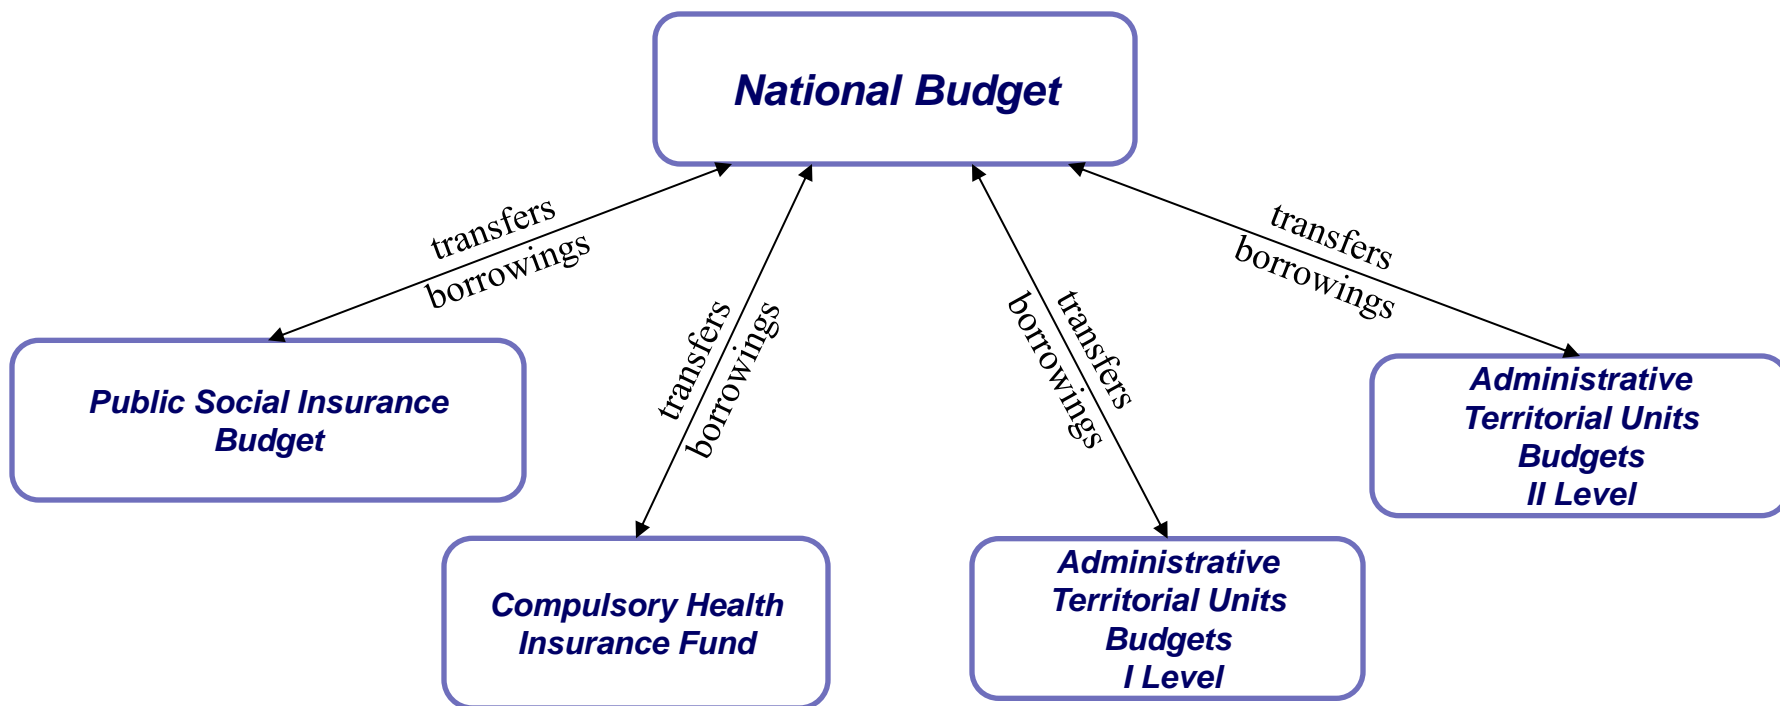 National Budget
transfers
borrowings
transfers
borrowings
transfers
borrowings
transfers
borrowings
Public Social Insurance
Budget
Compulsory Health
Insurance Fund
Administrative
Territorial Units
Budgets
I Level
Administrative
Territorial Units
Budgets
II Level